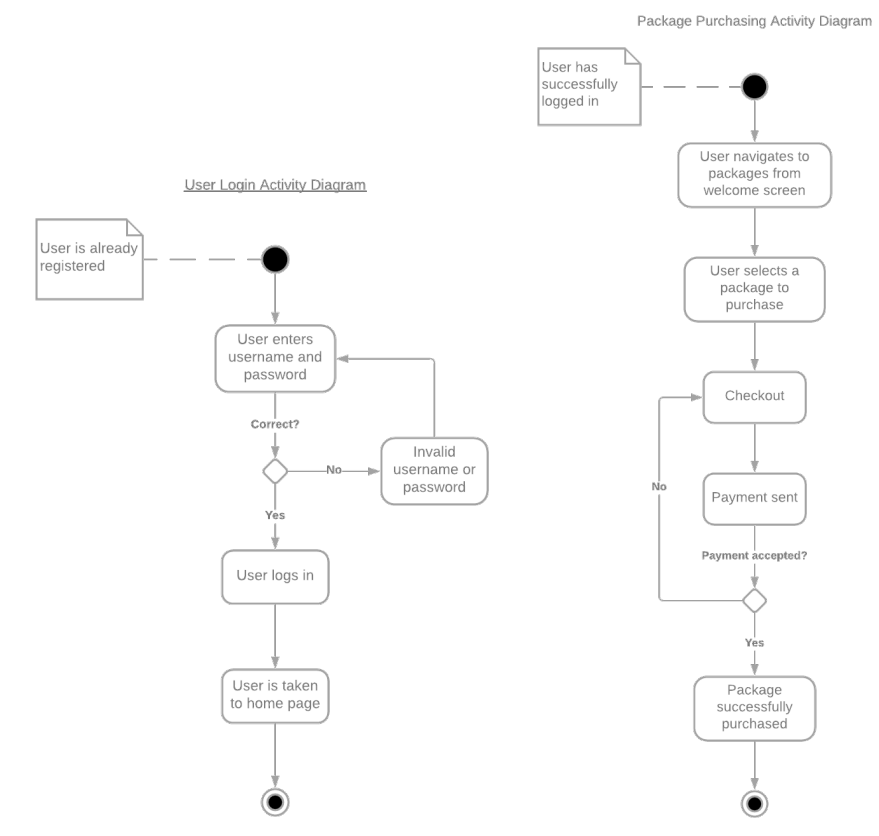 Package Purchasing Activity Diagram
User has
successfully
logged in
User navigates to
packages from
welcome screen
User selects a
package to
purchase
Checkout
No
Payment sent
Payment accepted?
Yes
Package
successfully
purchased
User Login Activity Diagram
User is already
registered
User enters
username and
password
Correct?
No
Invalid
username or
password
Yes
User logs in
User is taken
to home page